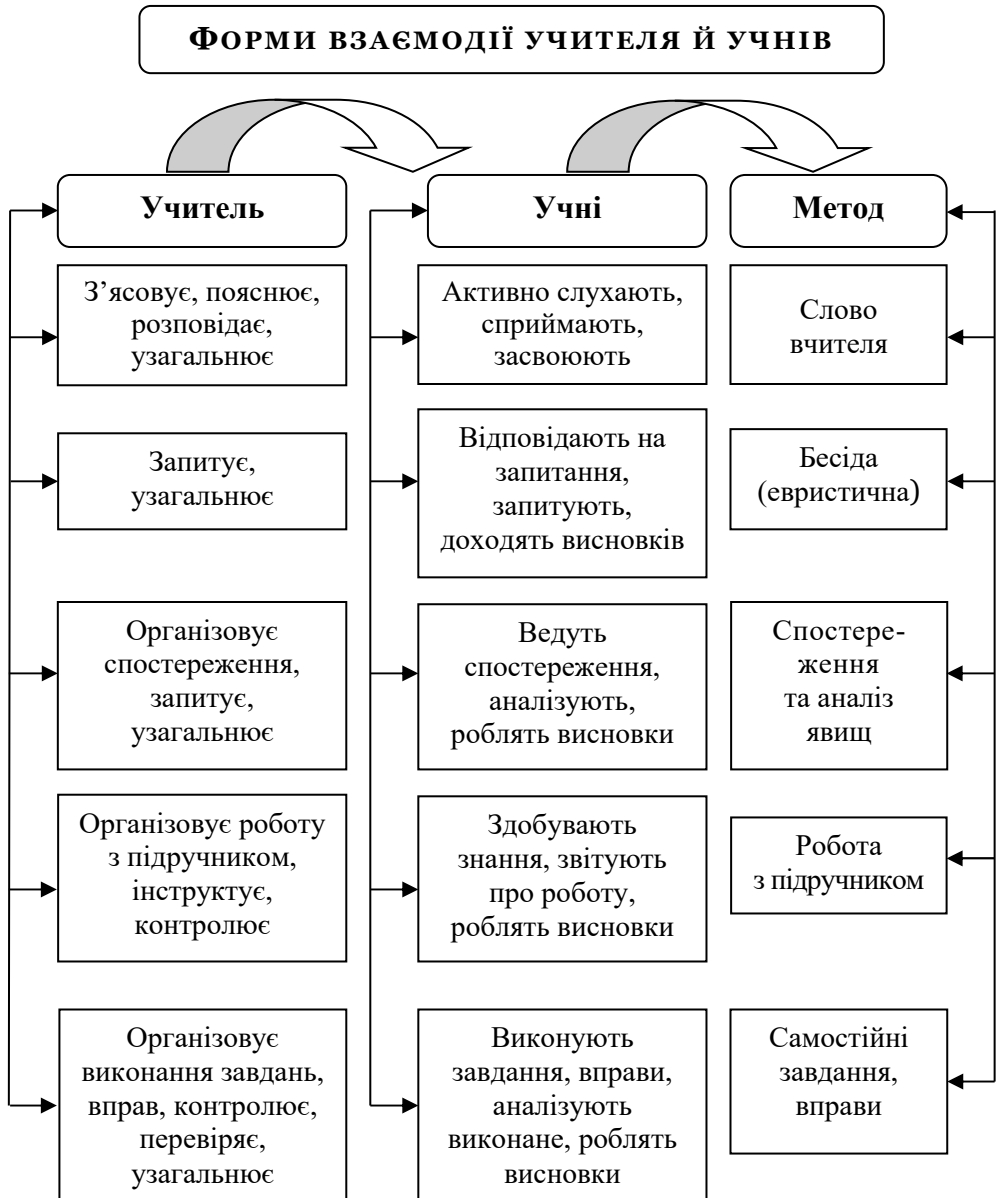 ФОРМИ ВЗАЄМОДІЇ УЧИТЕЛЯ Й УЧНІВ
Учитель
Учні
Метод
З’ясовує, пояснює,
розповідає,
узагальнює
Активно слухають,
сприймають,
засвоюють
Слово
вчителя
Запитує,
узагальнює
Відповідають на
запитання,
запитують,
доходять висновків
Бесіда
(евристична)
Організовує
спостереження,
запитує,
узагальнює
Ведуть
спостереження,
аналізують,
роблять висновки
Спостере-
ження
та аналіз
явищ
Організовує роботу
з підручником,
інструктує,
контролює
Здобувають
знання, звітують
про роботу,
роблять висновки
Робота
з підручником
Організовує
виконання завдань,
вправ, контролює,
перевіряє,
узагальнює
Виконують
завдання, вправи,
аналізують
виконане, роблять
висновки
Самостійні
завдання,
вправи